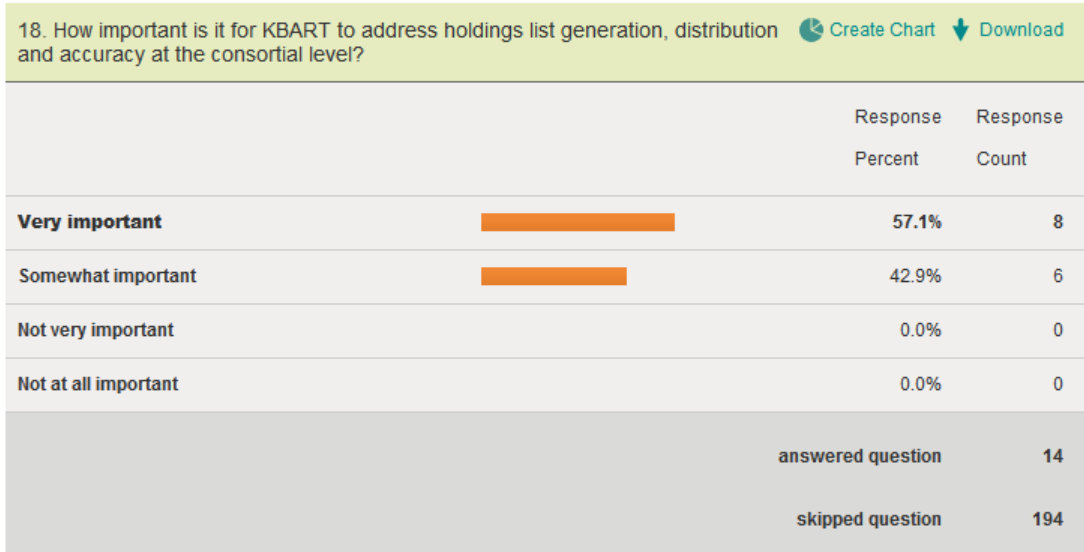 18. How important is it for KBART to address holdings list generation, distribution and accuracy at the consortial level?
Create Chart Download
Response Percent Response Count
Very important 57.1% 8
Somewhat important 42.9% 6
Not very important 0.0% 0
Not at all important 0.0% 0
answered question 14
skipped question 194